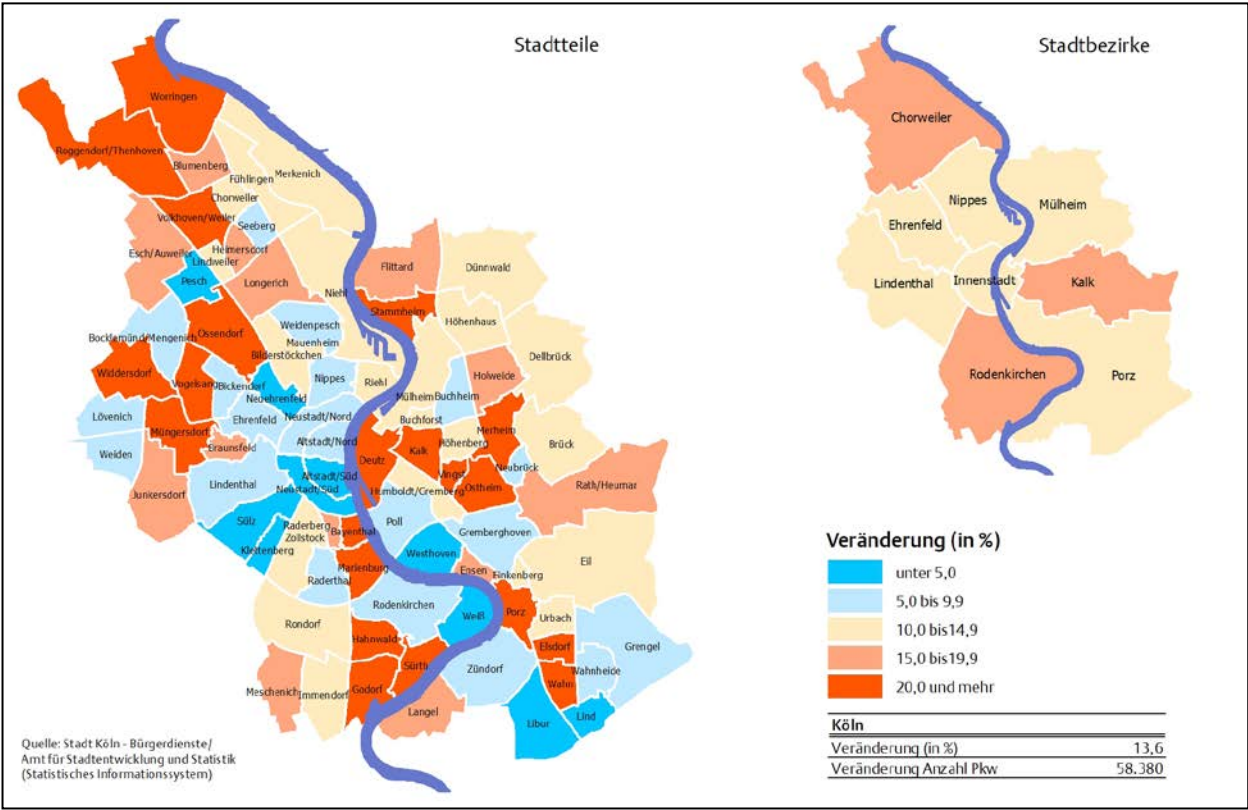 Stadtteile
Worringen
Roggendorf/Thenhoven
Blumenberg
Fühlingen
Merkenich
Chorweiler
Volkhoven/Weiler
Seeberg
Heimersdorf
Esch/Auweiler
Lindweiler
Pesch
Longerich
Niehl
Flittard
Dünnwald
Stammheim
Höhenhaus
Weidenpesch
Mauenheim
Ossendorf
Bocklemünd/Mengenich
Bilderstöckchen
Dellbrück
Widdersdorf
Vogelsang
Bickendorf
Nippes
Riehl
Holweide
Neuehrenfeld
Mülheim
Buchheim
Lövenich
Ehrenfeld
Neustadt/Nord
Buchforst
Müngersdorf
Altstadt/Nord
Höhenberg
Merheim
Brück
Weiden
Braunsfeld
Deutz
Kalk
Vingst
Neubrück
Junkersdorf
Lindenthal
Altstadt/Süd
Neustadt/Süd
Humboldt/Gremberg
Ostheim
Rath/Heumar
Sülz
Raderberg
Zollstock
Bayenthal
Poll
Gremberghoven
Klettenberg
Westhoven
Eil
Marienburg
Raderthal
Ensen
Finkenberg
Rodenkirchen
Weiß
Porz
Urbach
Rondorf
Hahnwald
Elsdorf
Grengel
Sürth
Zündorf
Wahnheide
Meschenich
Immendorf
Godorf
Wahn
Langel
Libur
Lind
Quelle: Stadt Köln - Bürgerdienste/
Amt für Stadtentwicklung und Statistik
(Statistisches Informationssystem)
Stadtbezirke
Chorweiler
Nippes
Mülheim
Ehrenfeld
Lindenthal
Innenstadt
Kalk
Rodenkirchen
Porz
Veränderung (in %)
unter 5,0
5,0 bis 9,9
10,0 bis14,9
15,0 bis19,9
20,0 und mehr
Köln
Veränderung (in %) 13,6
Veränderung Anzahl Pkw 58.380